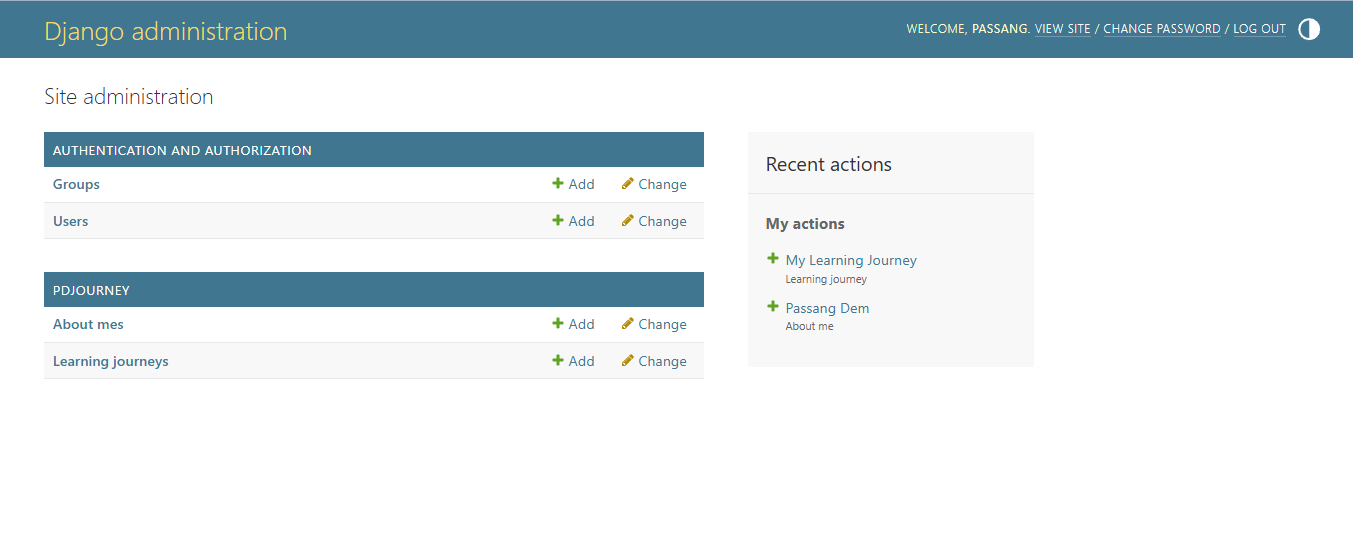 Django administration
WELCOME, PASSANG. VIEW SITE / CHANGE PASSWORD / LOG OUT
Site administration
AUTHENTICATION AND AUTHORIZATION
Groups Add Change
Users Add Change
PDJOURNEY
About mes Add Change
Learning journeys Add Change
Recent actions
My actions
My Learning Journey
Learning journey
Passang Dem
About me